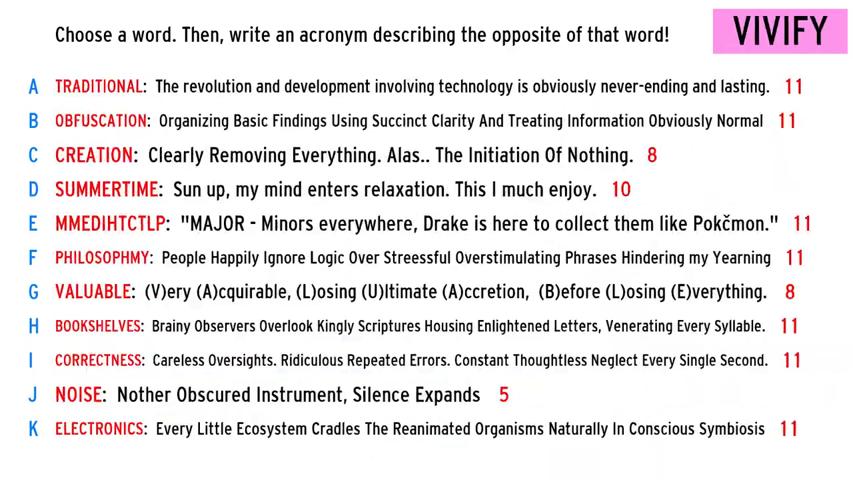 Choose a word. Then, write an acronym describing the opposite of that word!
VIVIFY
A TRADITIONAL: The revolution and development involving technology is obviously never-ending and lasting. 11
B OBFUSCATION: Organizing Basic Findings Using Succinct Clarity And Treating Information Obviously Normal 11
C CREATION: Clearly Removing Everything. Alas.. The Initiation Of Nothing. 8
D SUMMERTIME: Sun up, my mind enters relaxation. This I much enjoy. 10
E MMEDIHTCTLP: "MAJOR - Minors everywhere, Drake is here to collect them like Pokčmon." 11
F PHILOSOPHMY: People Happily Ignore Logic Over Streessful Overstimulating Phrases Hindering my Yearning 11
G VALUABLE: (V)ery (A)cquirable, (L)osing (U)ltimate (A)ccretion, (B)efore (L)osing (E)verything. 8
H BOOKSHELVES: Brainy Observers Overlook Kingly Scriptures Housing Enlightened Letters, Venerating Every Syllable. 11
I CORRECTNESS: Careless Oversights. Ridiculous Repeated Errors. Constant Thoughtless Neglect Every Single Second. 11
J NOISE: Nother Obscured Instrument, Silence Expands 5
K ELECTRONICS: Every Little Ecosystem Cradles The Reanimated Organisms Naturally In Conscious Symbiosis 11